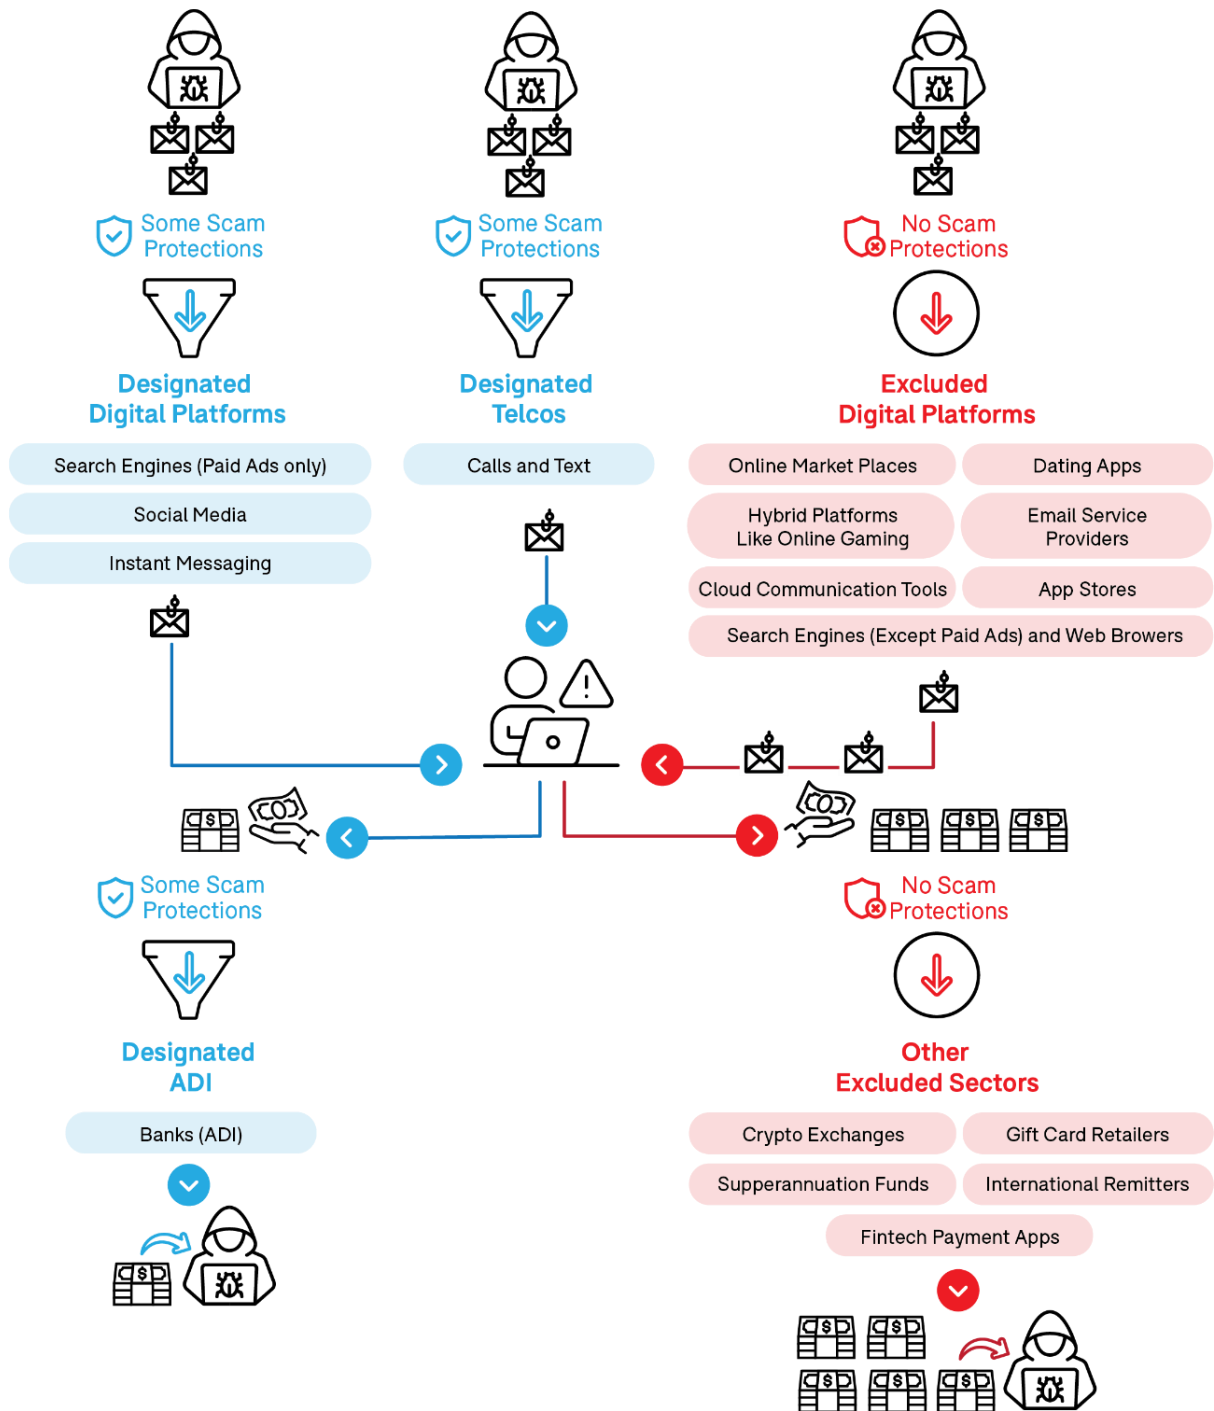 Some Scam
Protections
Some Scam
Protections
No Scam
Protections
Designated
Digital Platforms
Designated
Telcos
Excluded
Digital Platforms
Search Engines (Paid Ads only)
Social Media
Instant Messaging
Calls and Text
Online Market Places
Dating Apps
Hybrid Platforms
Like Online Gaming
Email Service
Providers
Cloud Communication Tools
App Stores
Search Engines (Except Paid Ads) and Web Browers
Some Scam
Protections
No Scam
Protections
Designated
ADI
Other
Excluded Sectors
Banks (ADI)
Crypto Exchanges
Gift Card Retailers
Supperannuation Funds
International Remitters
Fintech Payment Apps